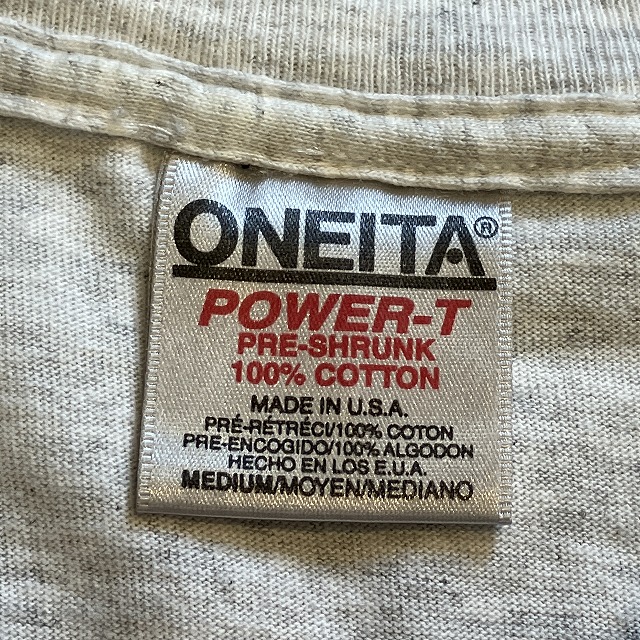 ONEITA®
POWER-T
PRE-SHRUNK
100% COTTON
MADE IN U.S.A.
PRÉ-RÉTRÉCI/100% COTON
PRÉ-ENCOGIDO/100% ALGODON
HECHO EN LOS E.U.A.
MEDIUM/MOYEN/MEDIANO